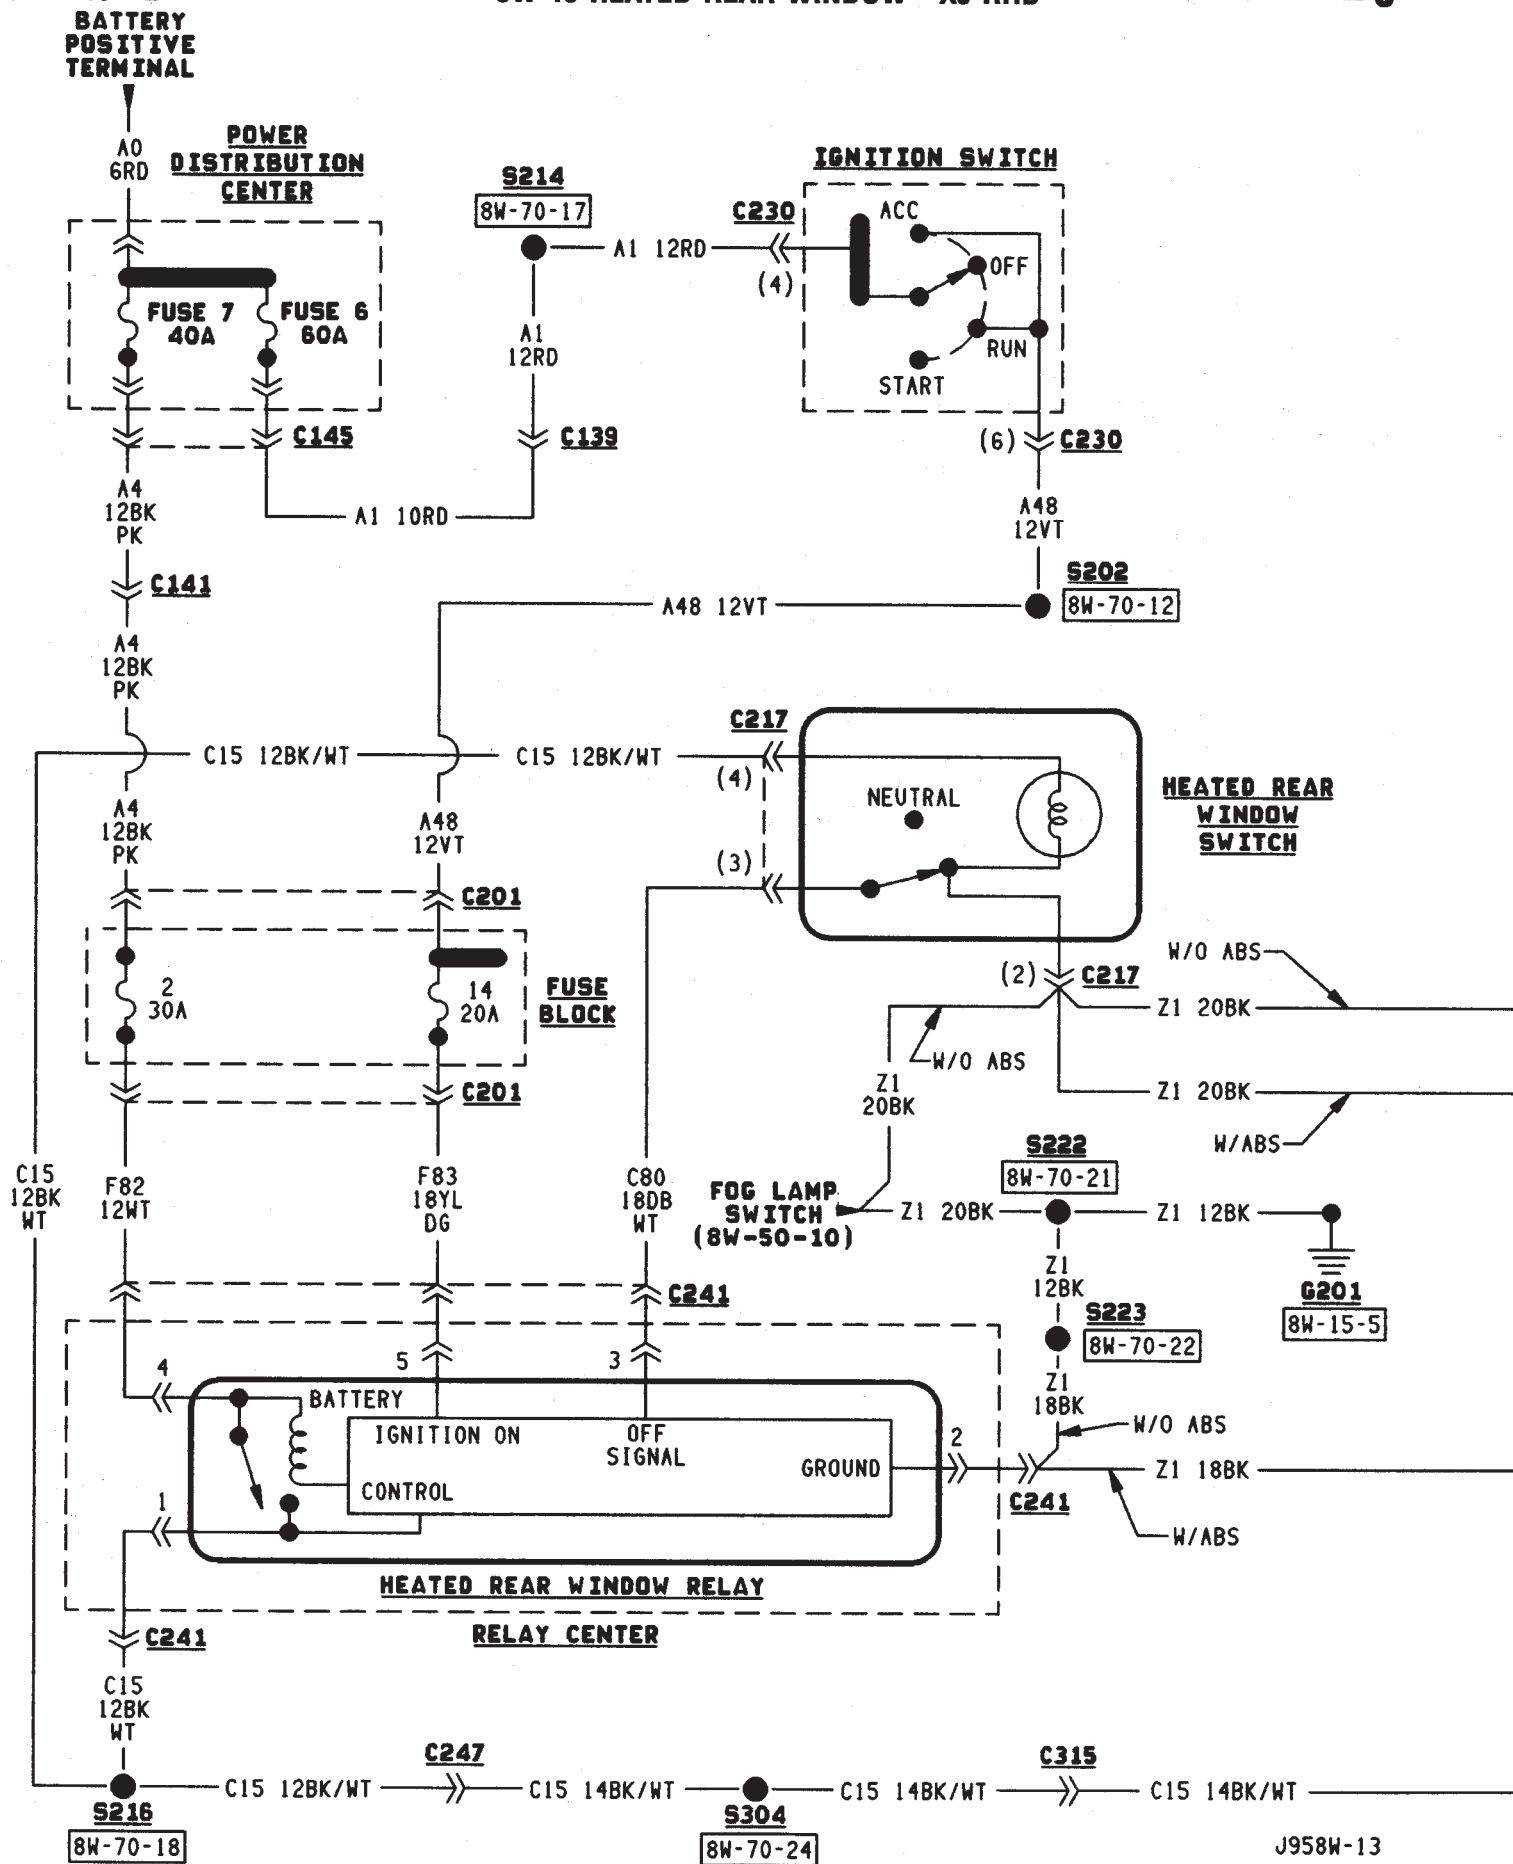 BATTERY
POSITIVE
TERMINAL
A0
6RD
POWER
DISTRIBUTION
CENTER
FUSE 7
40A
FUSE 6
60A
C145
S214
8W-70-17
A1 12RD
C230
(4)
IGNITION SWITCH
ACC
OFF
RUN
START
A1
12RD
C139
A1 10RD
(6)
C230
A48
12VT
S202
8W-70-12
A48 12VT
A4
12BK
PK
C141
A4
12BK
PK
C15 12BK/WT
C15 12BK/WT
C217
(4)
NEUTRAL
(3)
HEATED REAR
WINDOW
SWITCH
A4
12BK
PK
A48
12VT
C201
2
30A
14
20A
FUSE
BLOCK
C201
(2)
C217
W/O ABS
Z1 20BK
W/O ABS
Z1
20BK
Z1 20BK
W/ABS
S222
8W-70-21
C15
12BK
WT
F82
12WT
F83
18YL
DG
C80
18DB
WT
FOG LAMP
SWITCH
(8W-50-10)
Z1 20BK
Z1 12BK
G201
8W-15-5
Z1
12BK
S223
8W-70-22
C241
Z1
18BK
W/O ABS
4
5
3
BATTERY
IGNITION ON
OFF
SIGNAL
GROUND
CONTROL
2
C241
Z1 18BK
W/ABS
1
HEATED REAR WINDOW RELAY
RELAY CENTER
C241
C15
12BK
WT
S216
8W-70-18
C15 12BK/WT
C247
C15 14BK/WT
S304
8W-70-24
C15 14BK/WT
C315
C15 14BK/WT
J958W-13